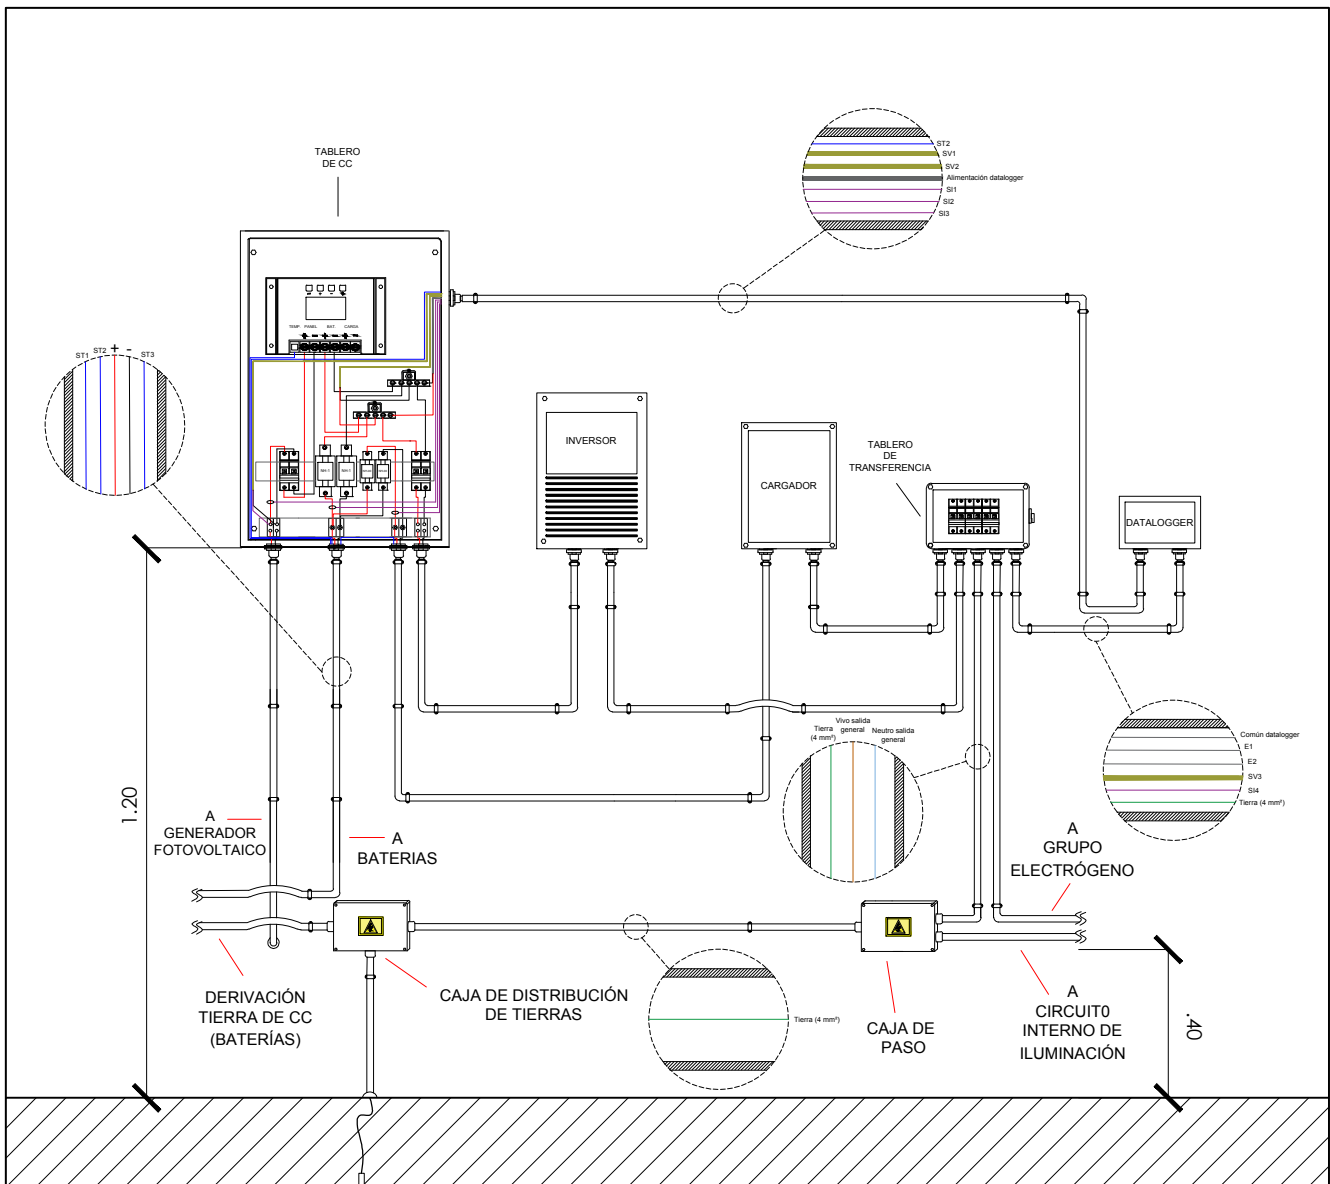 TABLERO
DE CC
ST2
SV1
SV2
Alimentación datalogger
SI1
SI2
SI3
TEMP.
PANEL
BAT.
CARGA
ST1
ST2
+
-
ST3
INVERSOR
CARGADOR
TABLERO
DE
TRANSFERENCIA
DATALOGGER
Tierra
(4 mm²)
Vivo salida
general
Neutro salida
general
Común datalogger
E1
E2
SV3
SI4
Tierra (4 mm²)
1.20
A
GENERADOR
FOTOVOLTAICO
A
BATERIAS
A
GRUPO
ELECTRÓGENO
DERIVACIÓN
TIERRA DE CC
(BATERÍAS)
CAJA DE DISTRIBUCIÓN
DE TIERRAS
Tierra (4 mm²)
CAJA DE
PASO
A
CIRCUIT0
INTERNO DE
ILUMINACIÓN
.40